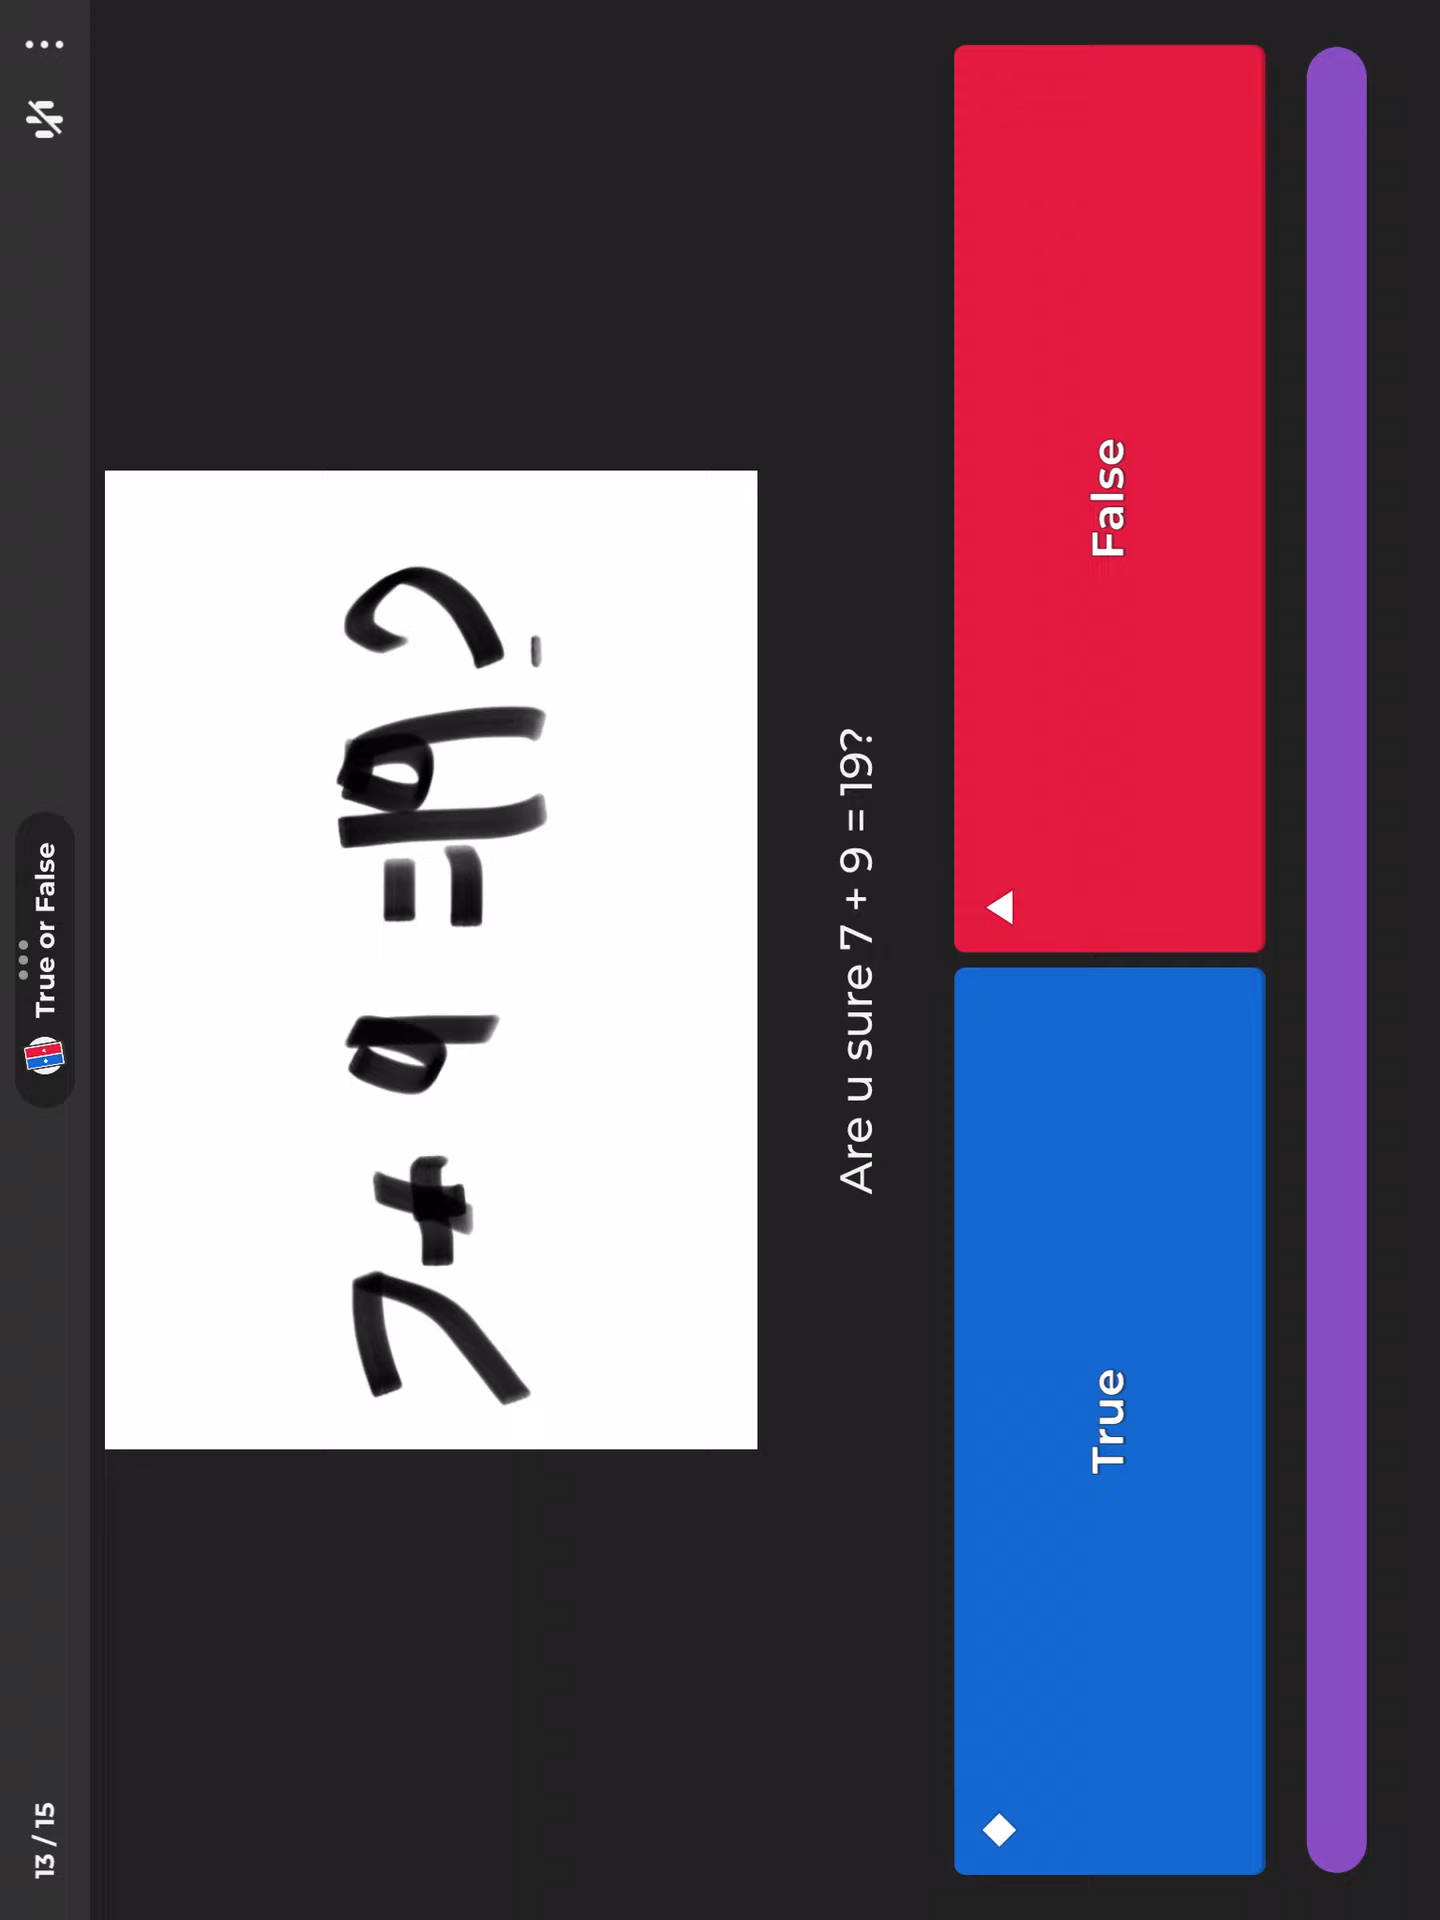 13 / 15
True or False
7 + 9 = 19?
Are u sure 7 + 9 = 19?
True
False